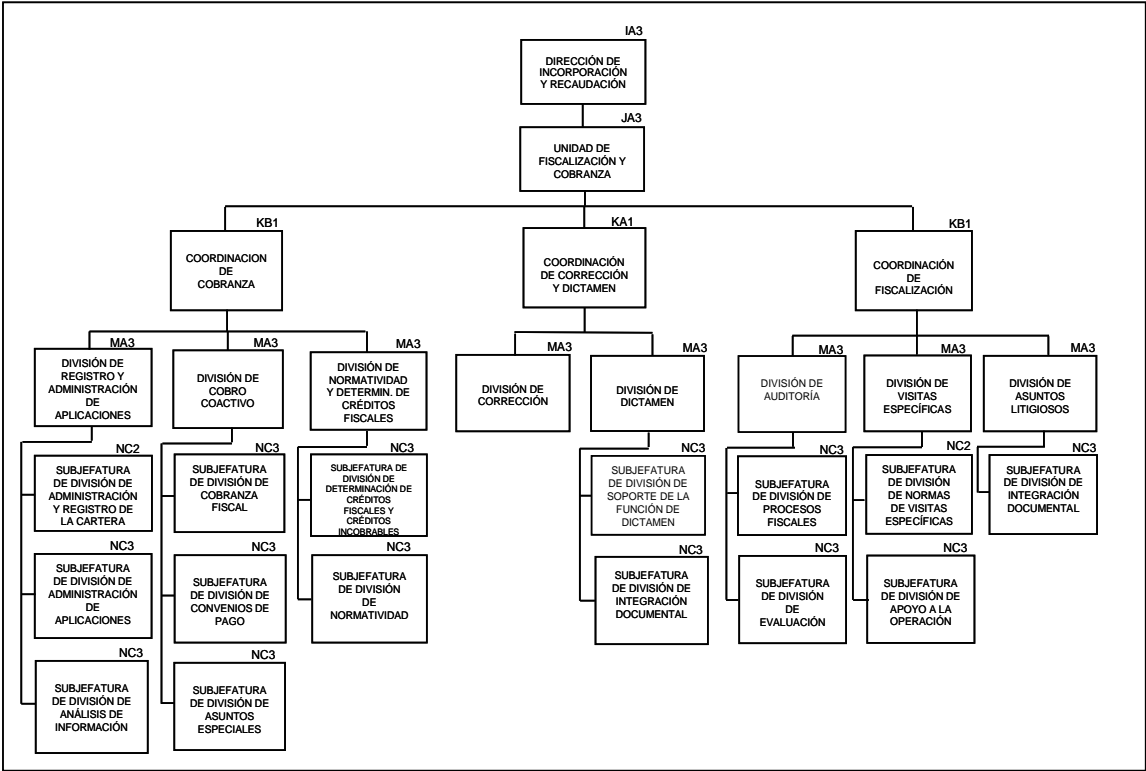 IA3
DIRECCIÓN DE
INCORPORACIÓN
Y RECAUDACIÓN
JA3
UNIDAD DE
FISCALIZACIÓN Y
COBRANZA
KB1
COORDINACION
DE
COBRANZA
KA1
COORDINACIÓN
DE CORRECCIÓN
Y DICTAMEN
KB1
COORDINACIÓN
DE
FISCALIZACIÓN
MA3
DIVISIÓN DE
REGISTRO Y
ADMINISTRACIÓN
DE
APLICACIONES
MA3
DIVISIÓN DE
COBRO
COACTIVO
MA3
DIVISIÓN DE
NORMATIVIDAD
Y DETERMIN. DE
CRÉDITOS
FISCALES
MA3
DIVISIÓN DE
CORRECCIÓN
MA3
DIVISIÓN DE
DICTAMEN
MA3
DIVISIÓN DE
AUDITORÍA
MA3
DIVISIÓN DE
VISITAS
ESPECÍFICAS
MA3
DIVISIÓN DE
ASUNTOS
LITIGIOSOS
NC2
SUBJEFATURA
DE DIVISIÓN DE
ADMINISTRACIÓN
Y REGISTRO DE
LA CARTERA
NC3
SUBJEFATURA
DE DIVISIÓN DE
COBRANZA
FISCAL
NC3
SUBJEFATURA DE
DIVISIÓN DE
DETERMINACIÓN DE
CRÉDITOS
FISCALES Y
CRÉDITOS
INCOBRABLES
NC3
SUBJEFATURA
DE DIVISIÓN DE
SOPORTE DE LA
FUNCIÓN DE
DICTAMEN
NC3
SUBJEFATURA
DE DIVISIÓN DE
PROCESOS
FISCALES
NC2
SUBJEFATURA
DE DIVISIÓN
DE NORMAS
DE VISITAS
ESPECÍFICAS
NC3
SUBJEFATURA
DE DIVISIÓN DE
INTEGRACIÓN
DOCUMENTAL
NC3
SUBJEFATURA
DE DIVISIÓN DE
ADMINISTRACIÓN
DE
APLICACIONES
NC3
SUBJEFATURA
DE DIVISIÓN DE
CONVENIOS DE
PAGO
NC3
SUBJEFATURA
DE DIVISIÓN
DE
NORMATIVIDAD
NC3
SUBJEFATURA
DE DIVISIÓN DE
INTEGRACIÓN
DOCUMENTAL
NC3
SUBJEFATURA
DE DIVISIÓN
DE
EVALUACIÓN
NC3
SUBJEFATURA
DE DIVISIÓN DE
APOYO A LA
OPERACIÓN
NC3
SUBJEFATURA
DE DIVISIÓN DE
ANÁLISIS DE
INFORMACIÓN
NC3
SUBJEFATURA
DE DIVISIÓN DE
ASUNTOS
ESPECIALES